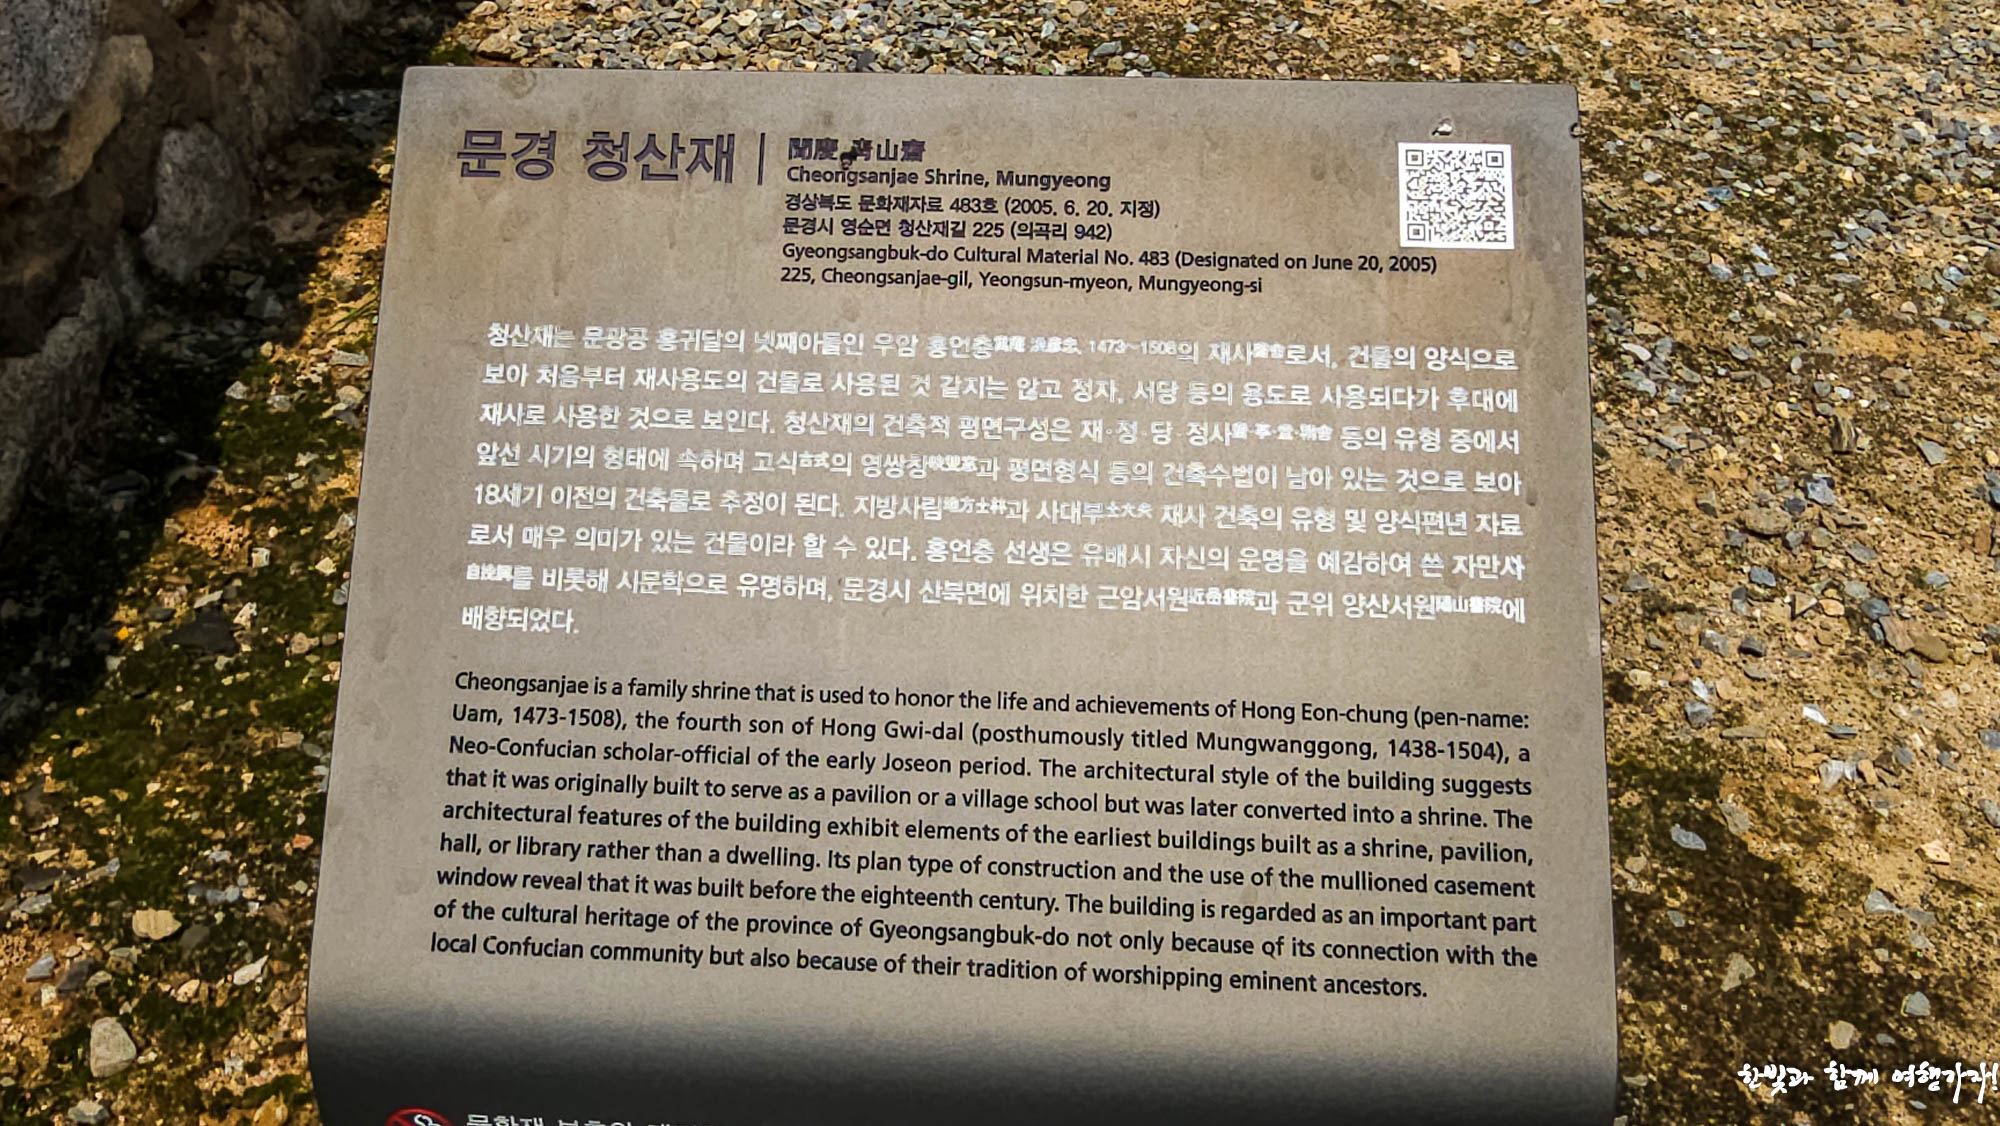 문경 청산재
聞慶 靑山齋
Cheongsanjae Shrine, Mungyeong
경상북도 문화재자료 483호 (2005. 6. 20. 지정)
문경시 영순면 청산재길 225 (의곡리 942)
Gyeongsangbuk-do Cultural Material No. 483 (Designated on June 20, 2005)
225, Cheongsanjae-gil, Yeongsun-myeon, Mungyeong-si
청산재는 문광공 홍귀달의 넷째아들인 우암 홍언충 1473~1508의 재사齋舍로서, 건물의 양식으로
보아 처음부터 재사용도의 건물로 사용된 것 같지는 않고 정자, 서당 등의 용도로 사용되다가 후대에
재사로 사용한 것으로 보인다. 청산재의 건축적 평면구성은 재·정·당·정사齋·亭·堂·精舍 등의 유형 중에서
앞선 시기의 형태에 속하며 고식古式의 영쌍창과 평면형식 등의 건축수법이 남아 있는 것으로 보아
18세기 이전의 건축물로 추정이 된다. 지방사림地方士林과 사대부士大夫 재사 건축의 유형 및 양식편년 자료
로서 매우 의미가 있는 건물이라 할 수 있다. 홍언충 선생은 유배시 자신의 운명을 예감하여 쓴 자만사
를 비롯해 시문학으로 유명하며, 문경시 산북면에 위치한 근암서원近嵒書院과 군위 양산서원陽山書院에
배향되었다.
Cheongsanjae is a family shrine that is used to honor the life and achievements of Hong Eon-chung (pen-name:
Uam, 1473-1508), the fourth son of Hong Gwi-dal (posthumously titled Mungwanggong, 1438-1504), a
Neo-Confucian scholar-official of the early Joseon period. The architectural style of the building suggests
that it was originally built to serve as a pavilion or a village school but was later converted into a shrine. The
architectural features of the building exhibit elements of the earliest buildings built as a shrine, pavilion,
hall, or library rather than a dwelling. Its plan type of construction and the use of the mullioned casement
window reveal that it was built before the eighteenth century. The building is regarded as an important part
of the cultural heritage of the province of Gyeongsangbuk-do not only because of its connection with the
local Confucian community but also because of their tradition of worshipping eminent ancestors.
한빛과 함께 여행가자!